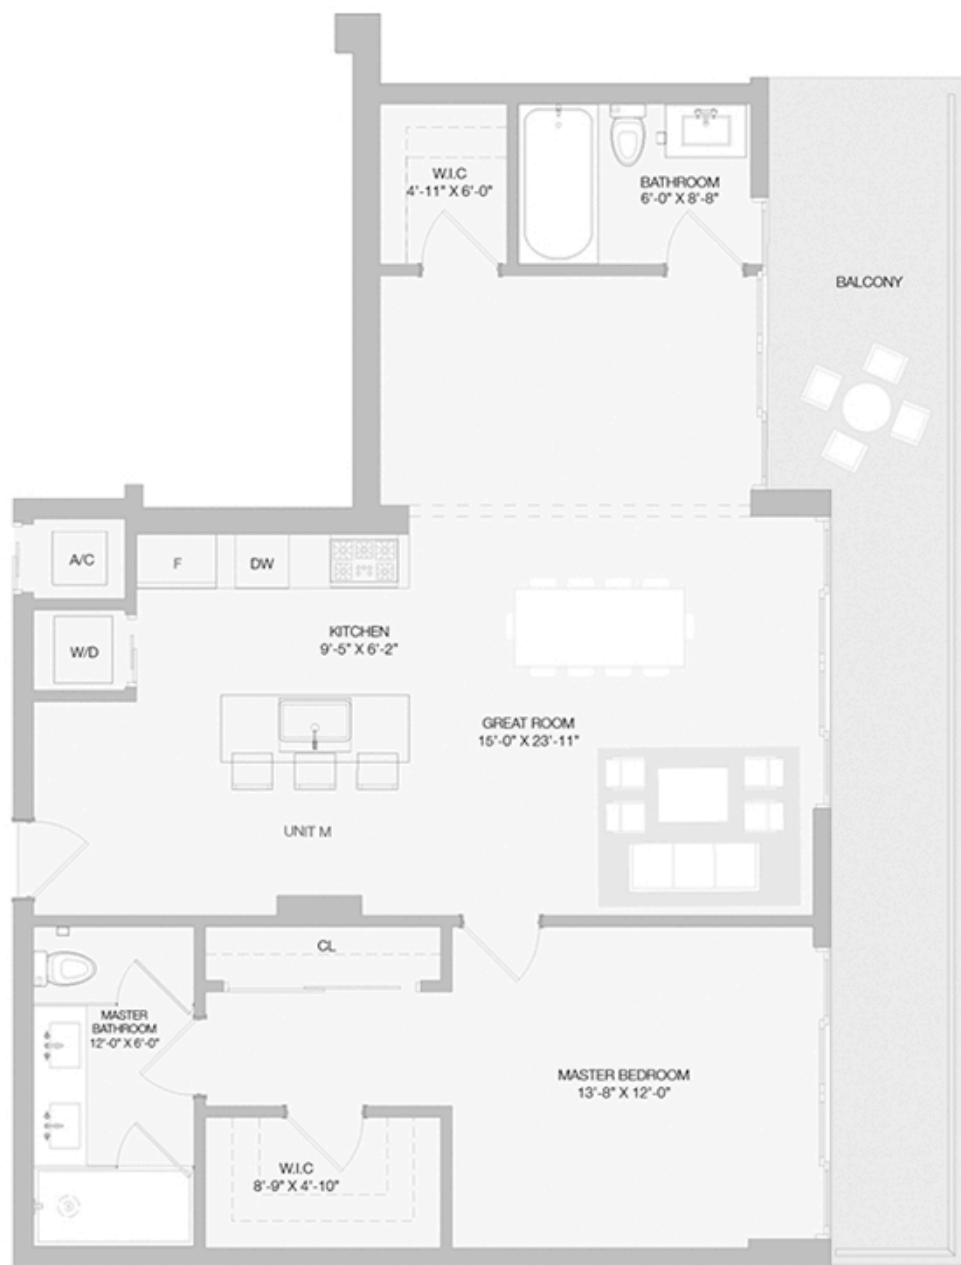 W.I.C
4'-11" X 6'-0"
BATHROOM
6'-0" X 8'-8"
BALCONY
A/C
F
DW
W/D
KITCHEN
9'-5" X 6'-2"
GREAT ROOM
15'-0" X 23'-11"
UNIT M
CL
MASTER
BATHROOM
12'-0" X 6'-0"
MASTER BEDROOM
13'-8" X 12'-0"
W.I.C
8'-9" X 4'-10"